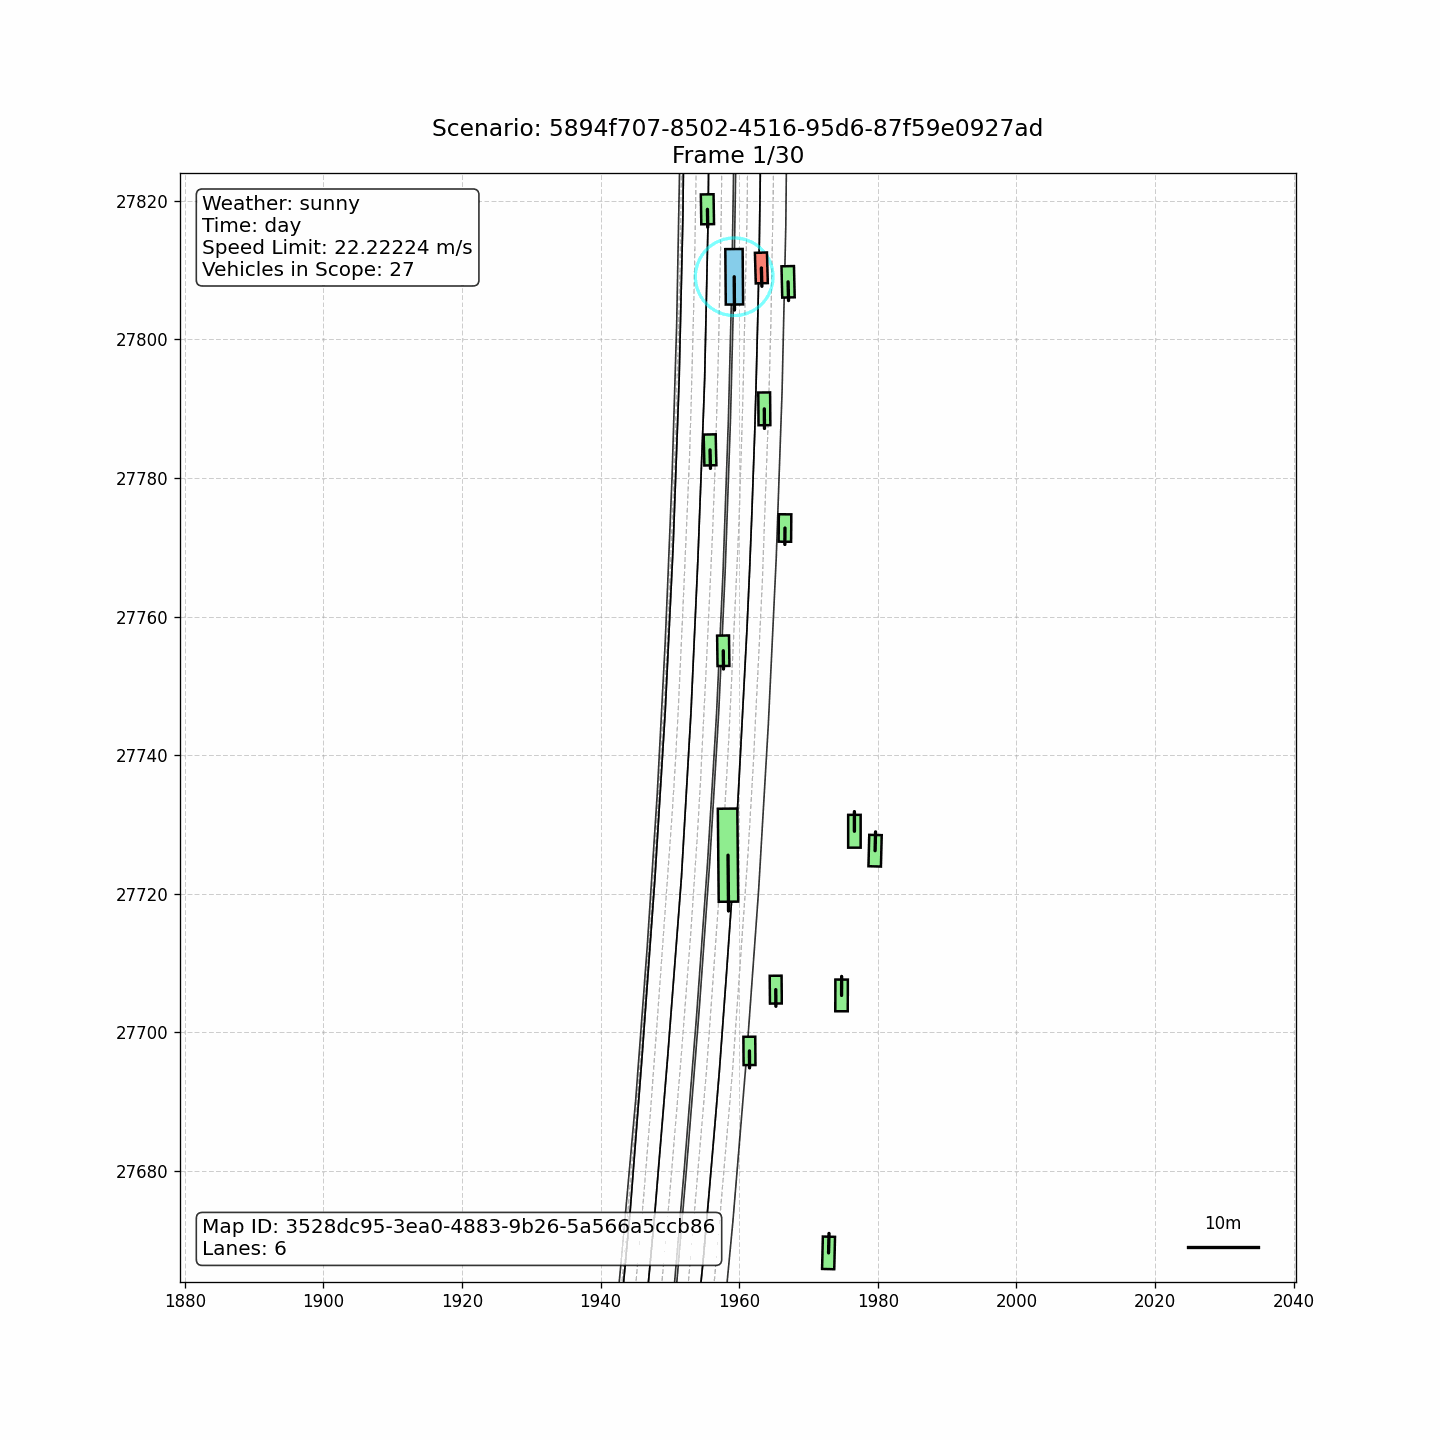 Scenario: 5894f707-8502-4516-95d6-87f59e0927ad
Frame 1/30
Weather: sunny
Time: day
Speed Limit: 22.22224 m/s
Vehicles in Scope: 27
27820
27800
27780
27760
27740
27720
27700
27680
Map ID: 3528dc95-3ea0-4883-9b26-5a566a5ccb86
Lanes: 6
10m
1880 1900 1920 1940 1960 1980 2000 2020 2040